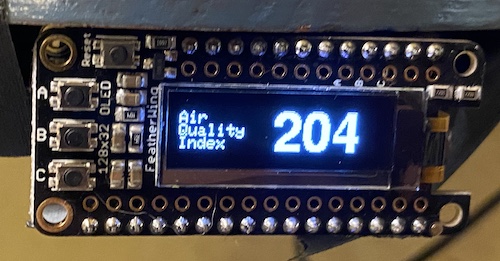 Reset
A
B
C
OLED
128x32
FeatherWing
Air
Quality
Index
204
A
B
C